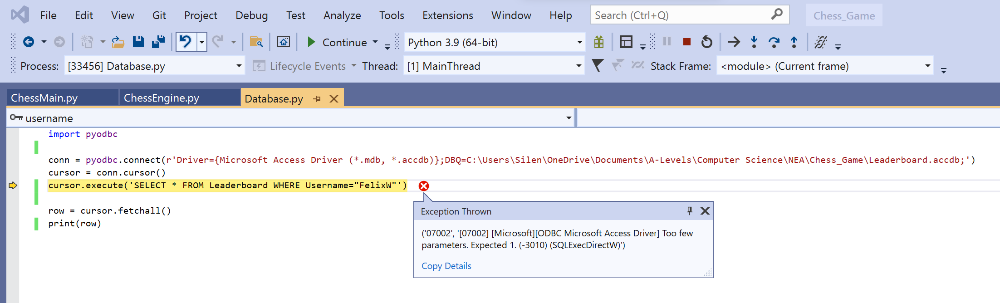 File Edit View Git Project Debug Test Analyze Tools Extensions Window Help Search (Ctrl+Q) Chess_Game
Continue Python 3.9 (64-bit)
Process: [33456] Database.py Lifecycle Events Thread: [1] MainThread Stack Frame: <module> (Current frame)
ChessMain.py ChessEngine.py Database.py
username
import pyodbc
conn = pyodbc.connect(r'Driver={Microsoft Access Driver (*.mdb, *.accdb)};DBQ=C:\Users\Silen\OneDrive\Documents\A-Levels\Computer Science\NEA\Chess_Game\Leaderboard.accdb;')
cursor = conn.cursor()
cursor.execute('SELECT * FROM Leaderboard WHERE Username="FelixW"')
row = cursor.fetchall()
print(row)
Exception Thrown
('07002', '[07002] [Microsoft][ODBC Microsoft Access Driver] Too few
parameters. Expected 1. (-3010) (SQLExecDirectW)')
Copy Details